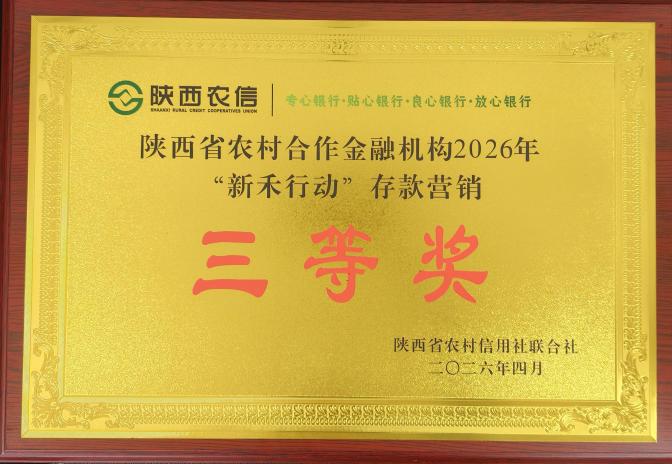 陕西农信 专心银行·贴心银行·良心银行·放心银行
SHAANXI RURAL CREDIT COOPERATIVES UNION
陕西省农村合作金融机构2026年
“新禾行动”存款营销
三等奖
陕西省农村信用社联合社
二〇二六年四月